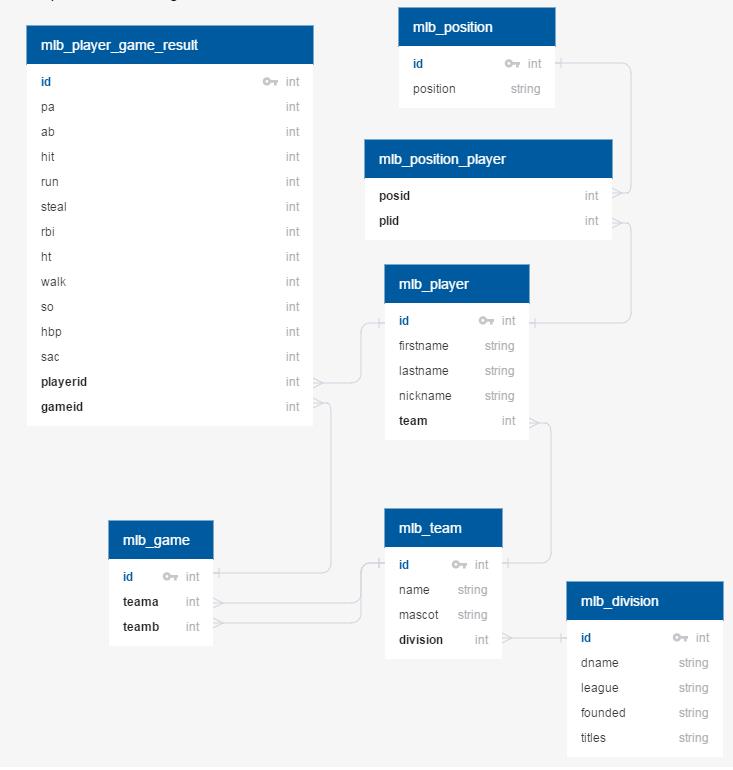 mlb_player_game_result
id int
pa int
ab int
hit int
run int
steal int
rbi int
ht int
walk int
so int
hbp int
sac int
playerid int
gameid int
mlb_position
id int
position string
mlb_position_player
posid int
plid int
mlb_player
id int
firstname string
lastname string
nickname string
team int
mlb_game
id int
teama int
teamb int
mlb_team
id int
name string
mascot string
division int
mlb_division
id int
dname string
league string
founded string
titles string